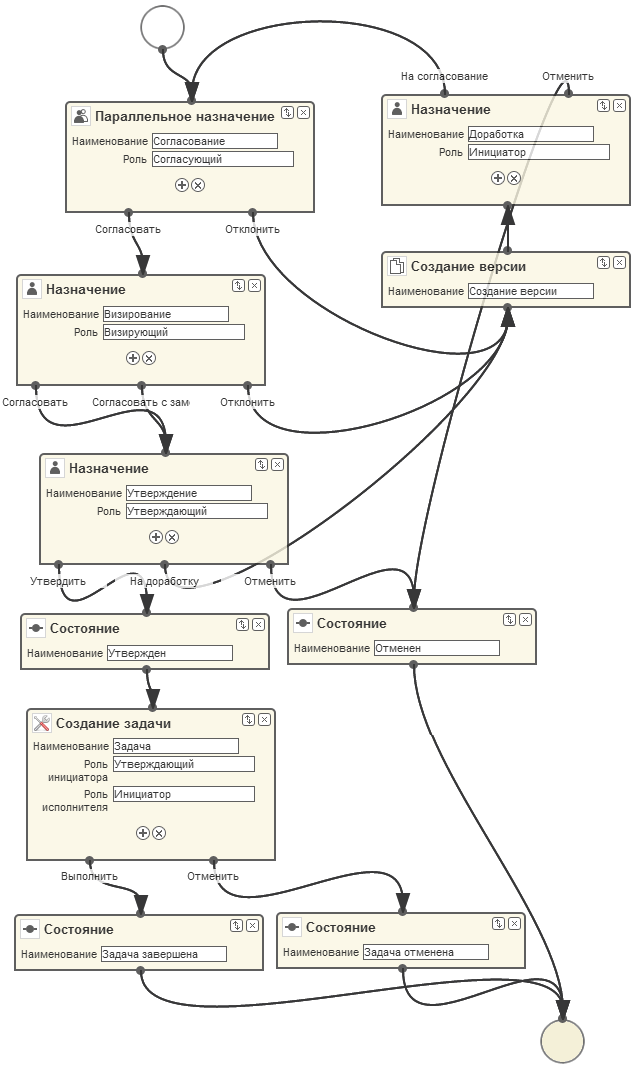 На согласование
Отменить
Параллельное назначение
Наименование Согласование
Роль Согласующий
Согласовать
Отклонить
Назначение
Наименование Доработка
Роль Инициатор
Создание версии
Наименование Создание версии
Назначение
Наименование Визирование
Роль Визирующий
Согласовать
Согласовать с зам
Отклонить
Назначение
Наименование Утверждение
Роль Утверждающий
Утвердить
На доработку
Отменить
Состояние
Наименование Утвержден
Состояние
Наименование Отменен
Создание задачи
Наименование Задача
Роль Утверждающий
инициатора
Роль Инициатор
исполнителя
Выполнить
Отменить
Состояние
Наименование Задача завершена
Состояние
Наименование Задача отменена